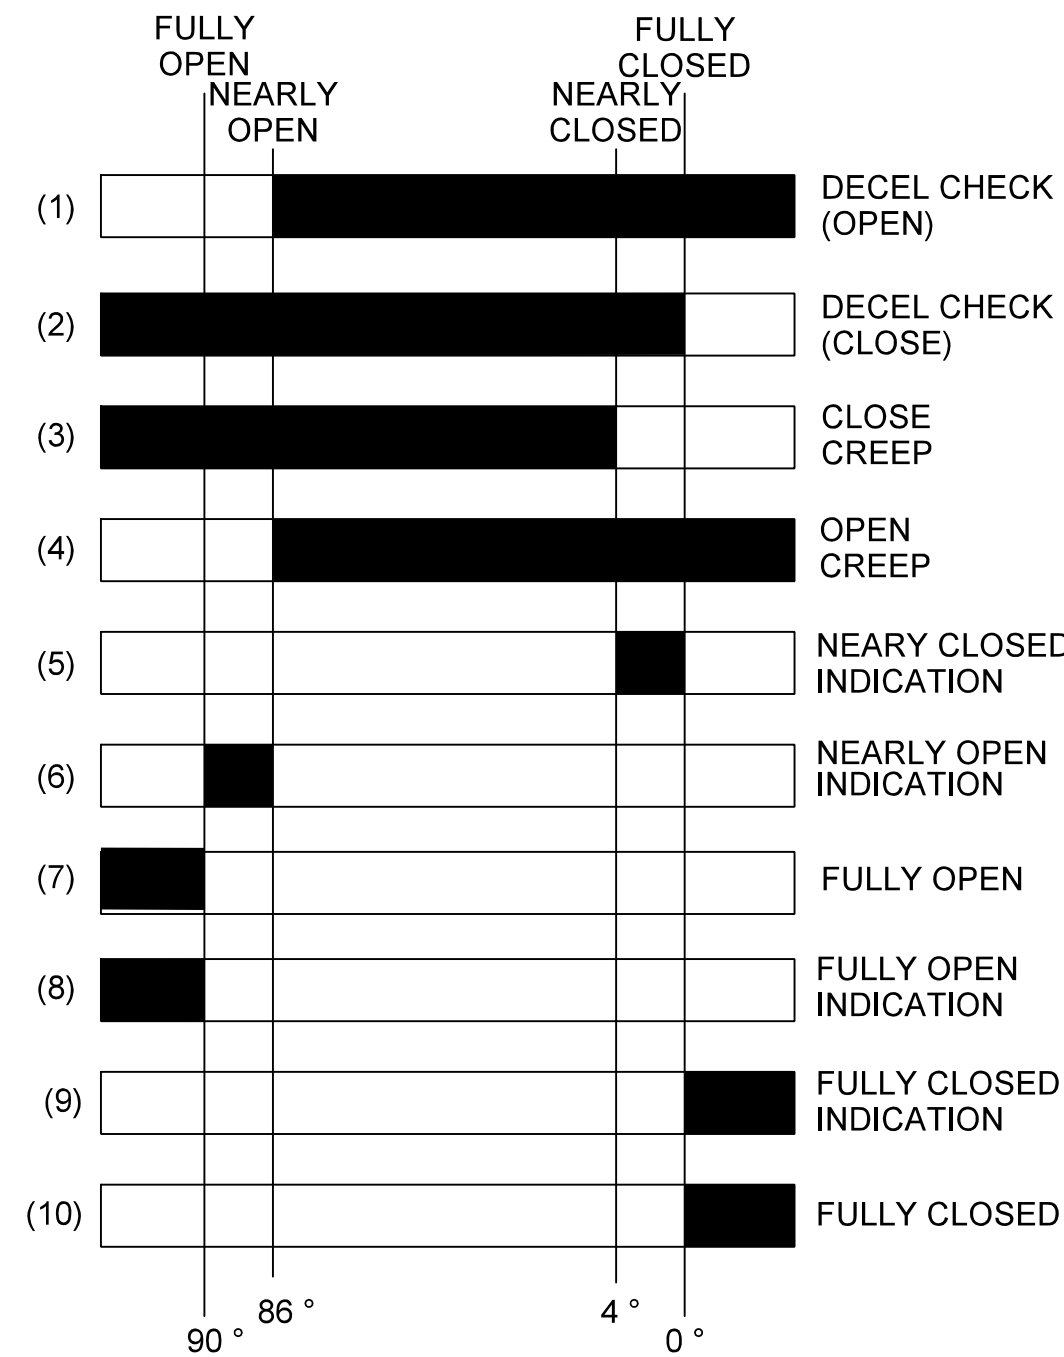 FULLY
OPEN
NEARLY
OPEN
FULLY
CLOSED
NEARLY
CLOSED
(1)
DECEL CHECK
(OPEN)
(2)
DECEL CHECK
(CLOSE)
(3)
CLOSE
CREEP
(4)
OPEN
CREEP
(5)
NEARY CLOSED
INDICATION
(6)
NEARLY OPEN
INDICATION
(7)
FULLY OPEN
(8)
FULLY OPEN
INDICATION
(9)
FULLY CLOSED
INDICATION
(10)
FULLY CLOSED
90 °
86 °
4 °
0 °